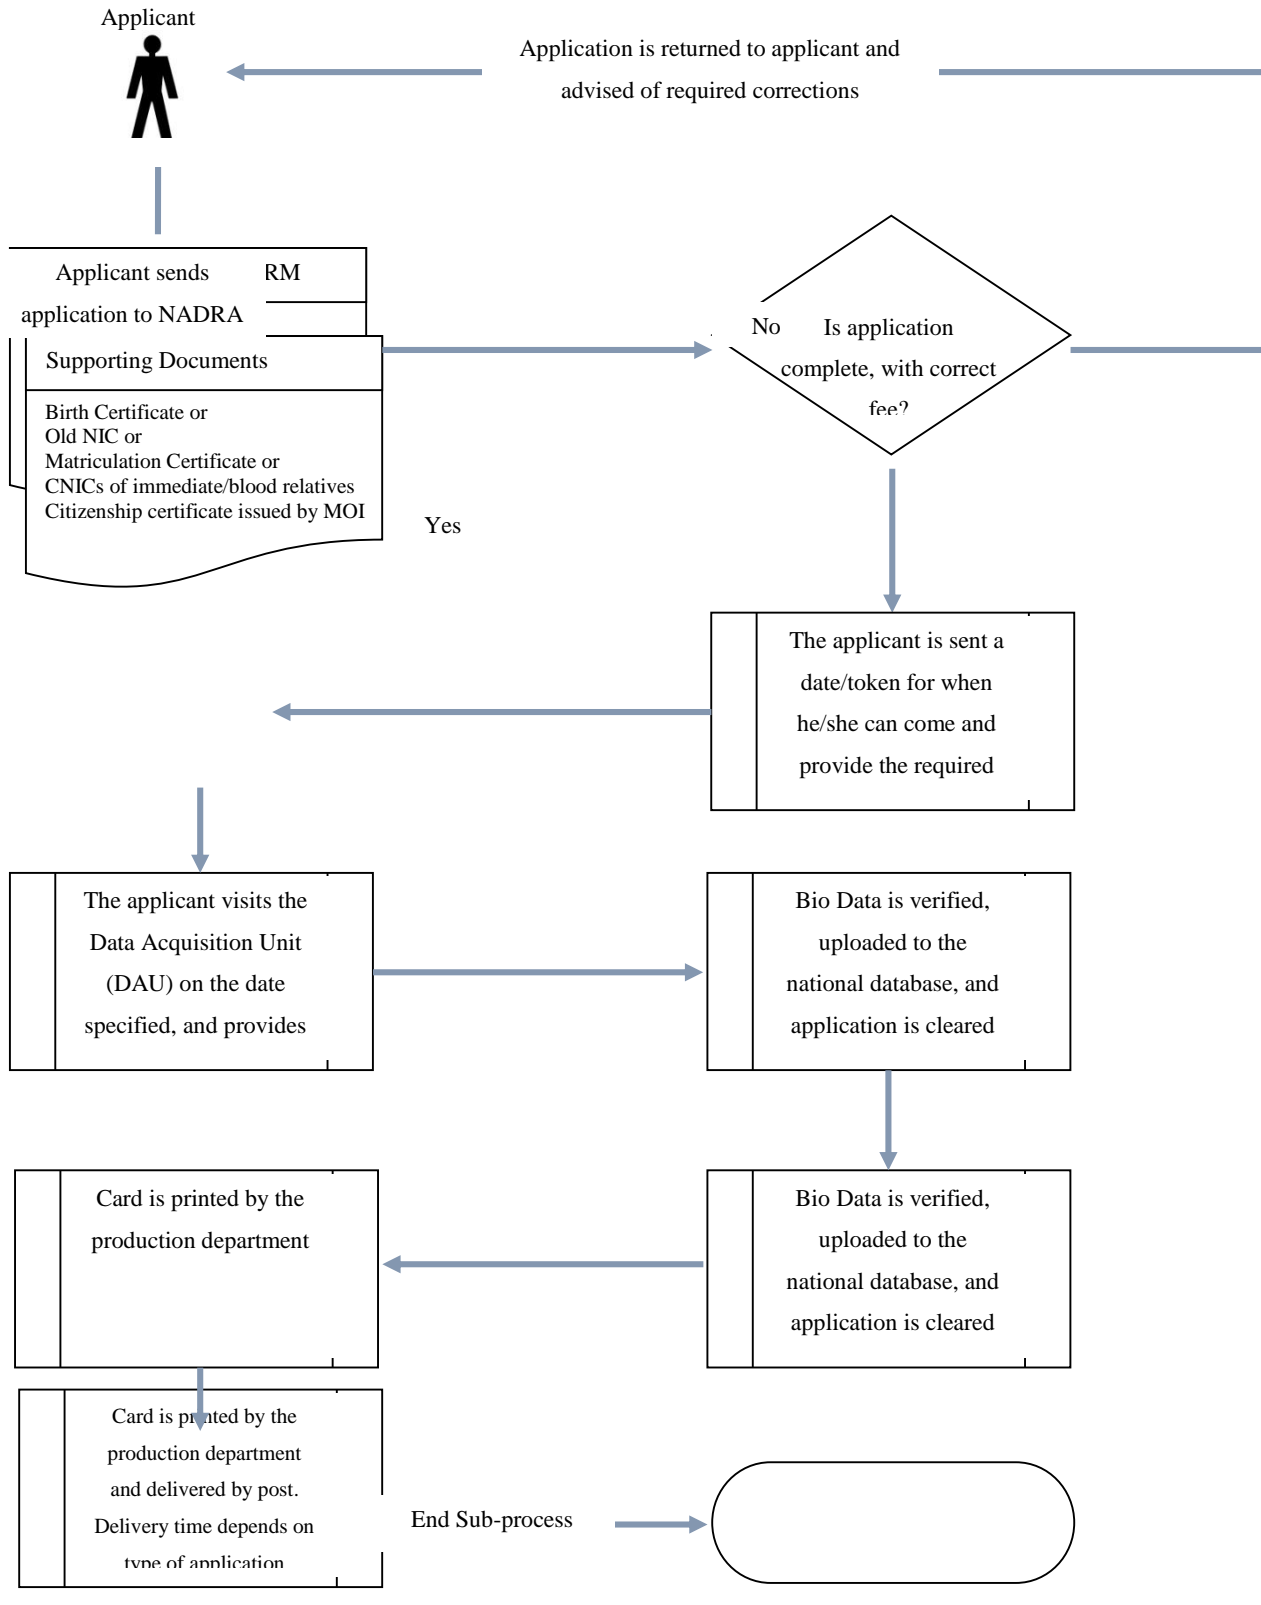 Applicant
Application is returned to applicant and
advised of required corrections
Applicant sends
application to NADRA
RM
Supporting Documents
Birth Certificate or
Old NIC or
Matriculation Certificate or
CNICs of immediate/blood relatives
Citizenship certificate issued by MOI
No
Is application
complete, with correct
fee?
Yes
The applicant is sent a
date/token for when
he/she can come and
provide the required
The applicant visits the
Data Acquisition Unit
(DAU) on the date
specified, and provides
Bio Data is verified,
uploaded to the
national database, and
application is cleared
Bio Data is verified,
uploaded to the
national database, and
application is cleared
Card is printed by the
production department
Card is printed by the
production department
and delivered by post.
Delivery time depends on
type of application
End Sub-process